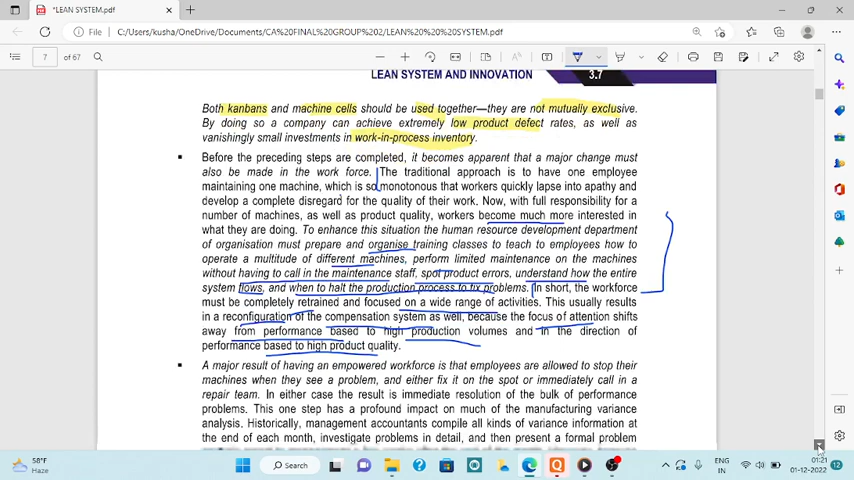 *LEAN SYSTEM.pdf
File
C:/Users/kusha/OneDrive/Documents/CA%20FINAL%20GROUP%202/LEAN%20SYSTEM.pdf
7 of 67
LEAN SYSTEM AND INNOVATION 3.7
Both kanbans and machine cells should be used together—they are not mutually exclusive.
By doing so a company can achieve extremely low product defect rates, as well as
vanishingly small investments in work-in-process inventory.
Before the preceding steps are completed, it becomes apparent that a major change must
also be made in the work force. The traditional approach is to have one employee
maintaining one machine, which is so monotonous that workers quickly lapse into apathy and
develop a complete disregard for the quality of their work. Now, with full responsibility for a
number of machines, as well as product quality, workers become much more interested in
what they are doing. To enhance this situation the human resource development department
of organisation must prepare and organise training classes to teach to employees how to
operate a multitude of different machines, perform limited maintenance on the machines
without having to call in the maintenance staff, spot product errors, understand how the entire
system flows, and when to halt the production process to fix problems. In short, the workforce
must be completely retrained and focused on a wide range of activities. This usually results
in a reconfiguration of the compensation system as well, because the focus of attention shifts
away from performance based to high production volumes and in the direction of
performance based to high product quality.
A major result of having an empowered workforce is that employees are allowed to stop their
machines when they see a problem, and either fix it on the spot or immediately call in a
repair team. In either case the result is immediate resolution of the bulk of performance
problems. This one step has a profound impact on much of the manufacturing variance
analysis. Historically, management accountants compile all kinds of variance information at
the end of each month, investigate problems in detail, and then present a formal problem
58°F
Haze
Search
ENG
IN
01:21
01-12-2022
12